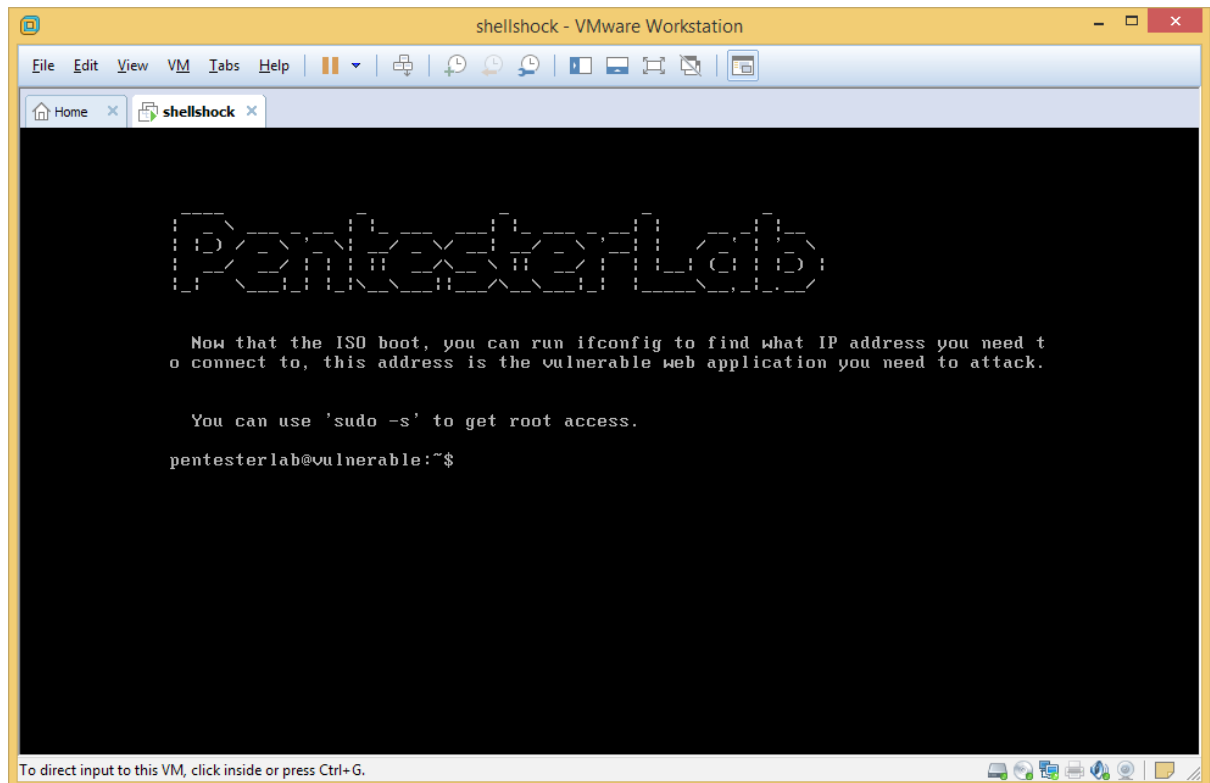 shellshock - VMware Workstation
File Edit View VM Tabs Help
Home shellshock
PentesterLab
Now that the ISO boot, you can run ifconfig to find what IP address you need t
o connect to, this address is the vulnerable web application you need to attack.
You can use 'sudo -s' to get root access.
pentesterlab@vulnerable:~$
To direct input to this VM, click inside or press Ctrl+G.